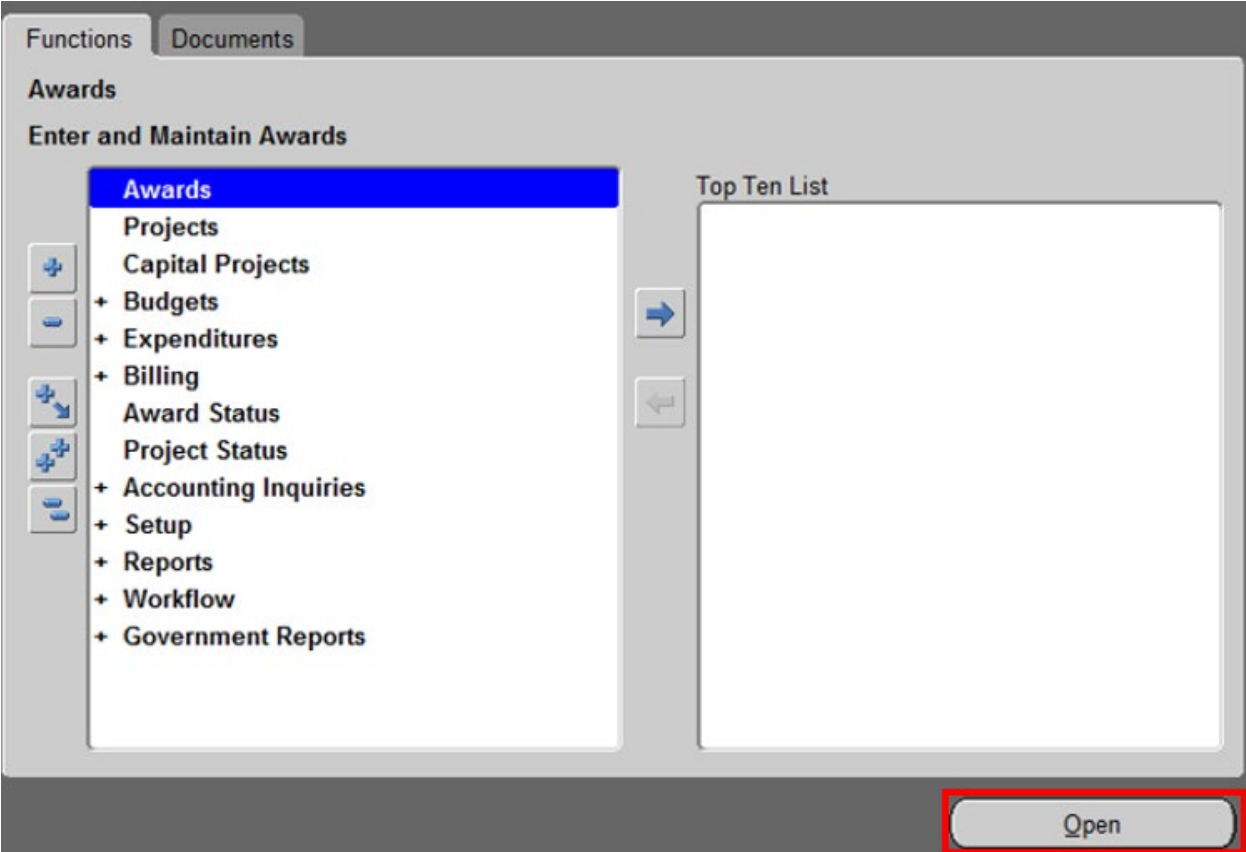 Functions
Documents
Awards
Enter and Maintain Awards
Awards
Projects
Capital Projects
+ Budgets
+ Expenditures
+ Billing
Award Status
Project Status
+ Accounting Inquiries
+ Setup
+ Reports
+ Workflow
+ Government Reports
Top Ten List
Open